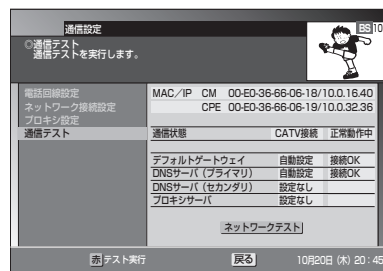 通信設定
BS 10
◎通信テスト
通信テストを実行します。
電話回線設定
ネットワーク接続設定
プロキシ設定
通信テスト
MAC/IP CM 00-E0-36-66-06-18/10.0.16.40
CPE 00-E0-36-66-06-19/10.0.32.36
通信状態 CATV接続 正常動作中
デフォルトゲートウェイ 自動設定 接続OK
DNSサーバ (プライマリ) 自動設定 接続OK
DNSサーバ (セカンダリ) 設定なし
プロキシサーバ 設定なし
ネットワークテスト
赤 テスト実行 戻る 10月20日 (木) 20:45